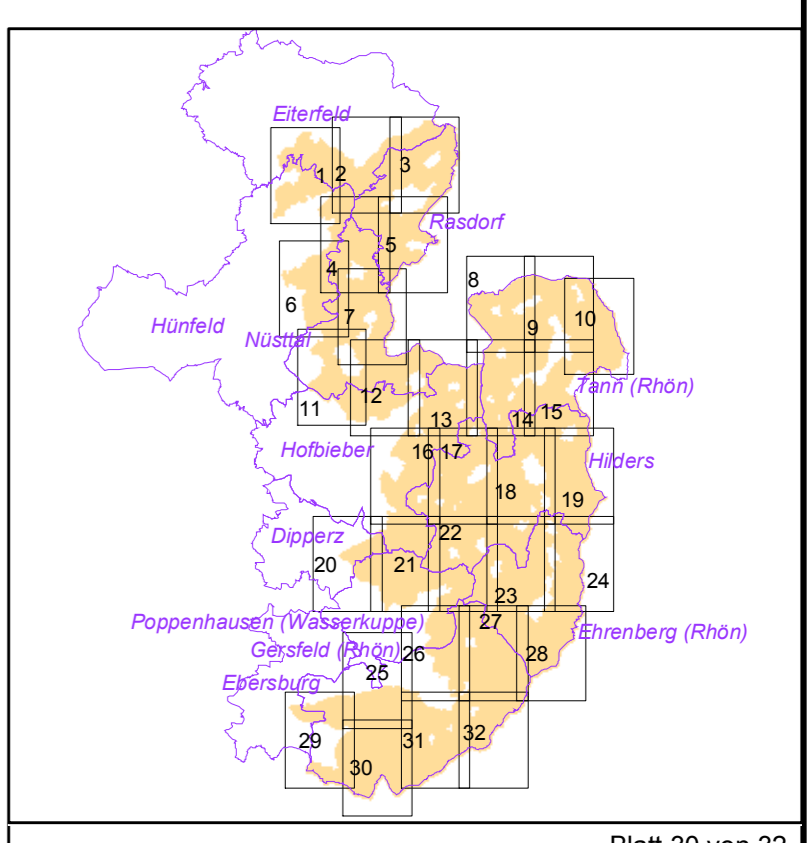 Eiterfeld
1 2 3
Rasdorf
5
4
8
6
7
9
10
Hünfeld
Nüsttal
Tann (Rhön)
11
12
13
14
15
Hofbieber
16 17
Hilders
18
19
Dipperz
20
21
22
23
24
Poppenhausen (Wasserkuppe)
27
Ehrenberg (Rhön)
Gersfeld (Rhön)
26
28
25
Ebersburg
29
31
32
30
Blatt 30 von 32